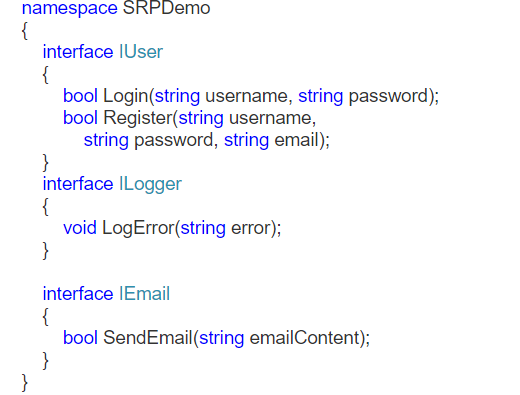 namespace SRPDemo
{
interface IUser
{
bool Login(string username, string password);
bool Register(string username,
string password, string email);
}
interface ILogger
{
void LogError(string error);
}
interface IEmail
{
bool SendEmail(string emailContent);
}
}